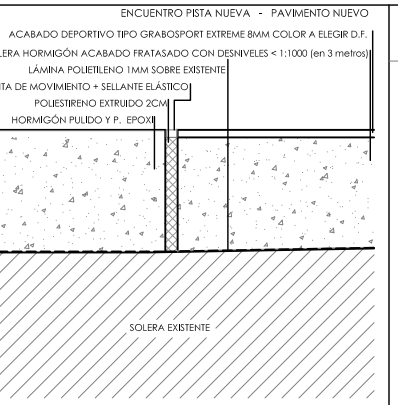 ENCUENTRO PISTA NUEVA - PAVIMENTO NUEVO
ACABADO DEPORTIVO TIPO GRABOSPORT EXTREME 8MM COLOR A ELEGIR D.F.
HORMIGÓN ACABADO FRATASADO CON DESNIVELES < 1:1000 (en 3 metros)
LÁMINA POLIETILENO 1MM SOBRE EXISTENTE
DE MOVIMIENTO + SELLANTE ELÁSTICO
POLIESTIRENO EXTRUIDO 2CM
HORMIGÓN PULIDO Y P. EPOXI
SOLERA EXISTENTE